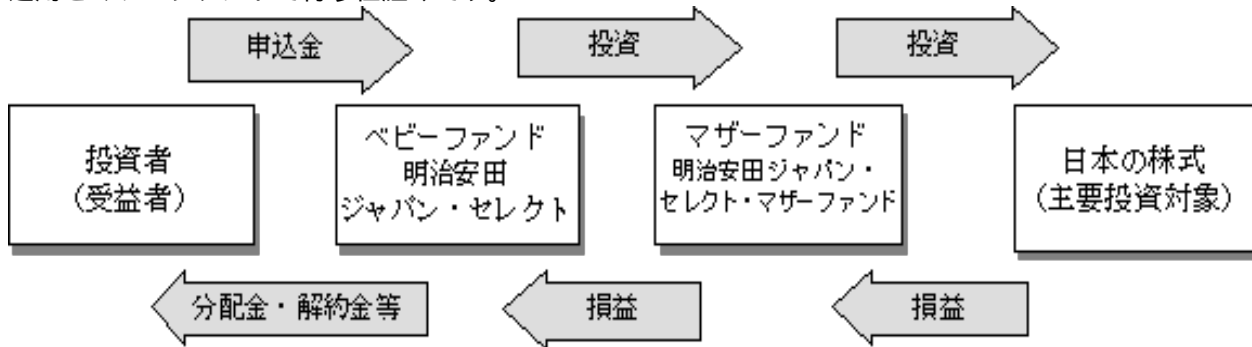 申込金
投資
投資
投資者
(受益者)
ベビーファンド
明治安田
ジャパン・セレクト
マザーファンド
明治安田ジャパン・
セレクト・マザーファンド
日本の株式
(主要投資対象)
分配金・解約金等
損益
損益